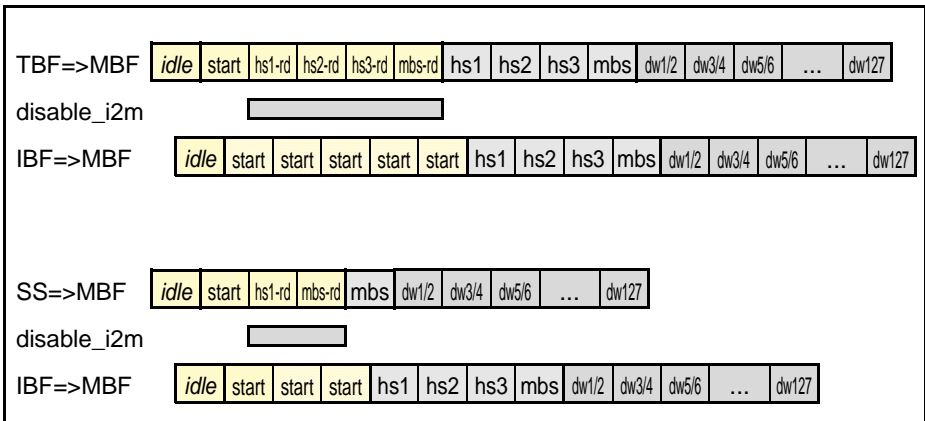 TBF=>MBF idle start hs1-rd hs2-rd hs3-rd mbs-rd hs1 hs2 hs3 mbs dw1/2 dw3/4 dw5/6 ... dw127
disable_i2m
IBF=>MBF idle start start start start start hs1 hs2 hs3 mbs dw1/2 dw3/4 dw5/6 ... dw127
SS=>MBF idle start hs1-rd mbs-rd mbs dw1/2 dw3/4 dw5/6 ... dw127
disable_i2m
IBF=>MBF idle start start start hs1 hs2 hs3 mbs dw1/2 dw3/4 dw5/6 ... dw127